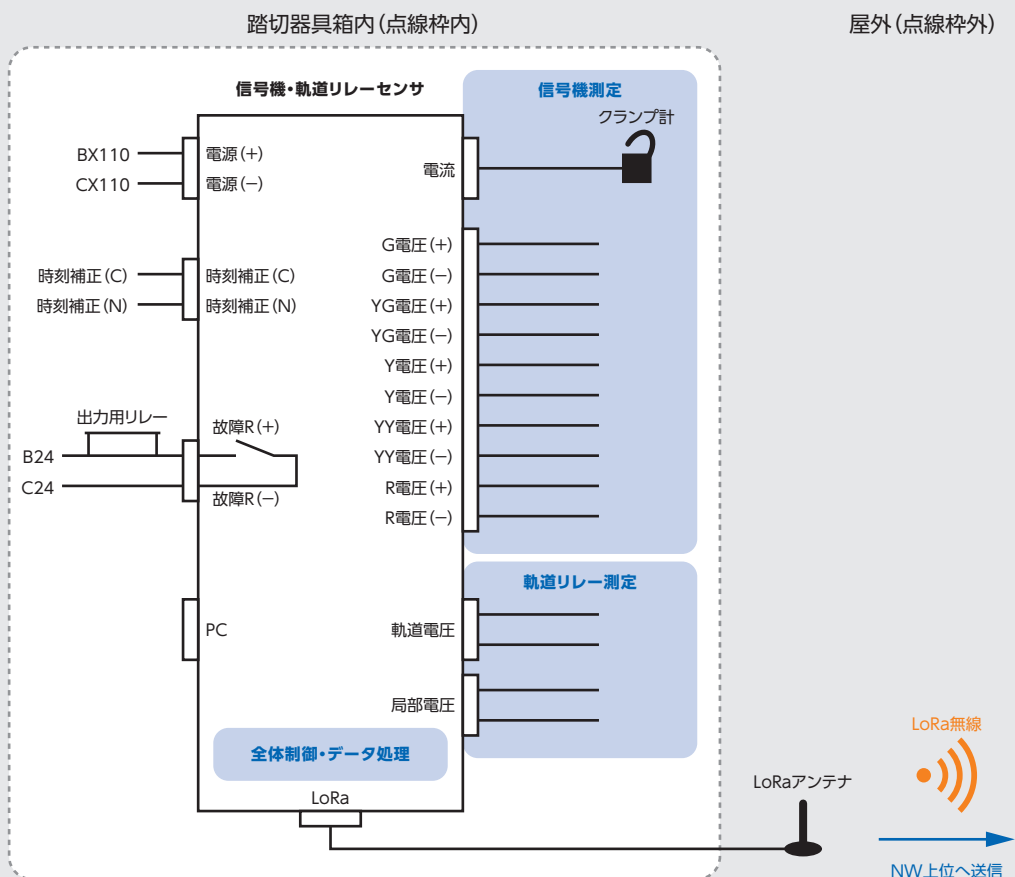 踏切器具箱内(点線枠内)
屋外(点線枠外)
信号機・軌道リレーセンサ
信号機測定
クランプ計
BX110
電源(+)
CX110
電源(−)
電流
G電圧(+)
時刻補正(C)
時刻補正(C)
G電圧(−)
時刻補正(N)
時刻補正(N)
YG電圧(+)
YG電圧(−)
Y電圧(+)
Y電圧(−)
出力用リレー
故障R(+)
YY電圧(+)
B24
YY電圧(−)
C24
故障R(−)
R電圧(+)
R電圧(−)
軌道リレー測定
PC
軌道電圧
局部電圧
全体制御・データ処理
LoRa
LoRaアンテナ
LoRa無線
NW上位へ送信